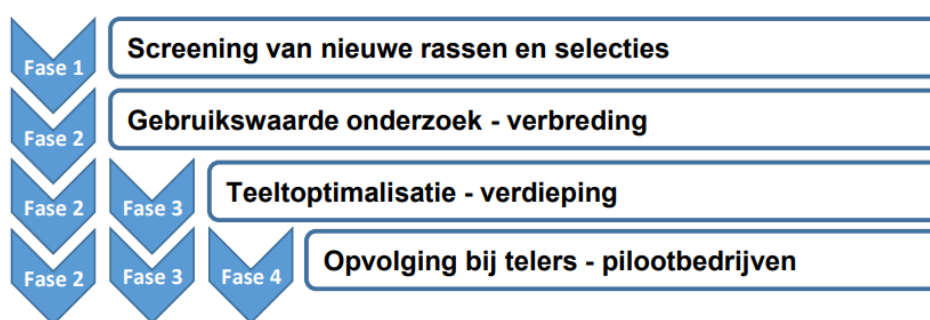 Fase 1
Screening van nieuwe rassen en selecties
Fase 2
Gebruikswaarde onderzoek - verbreding
Fase 2
Fase 3
Teeltoptimalisatie - verdieping
Fase 2
Fase 3
Fase 4
Opvolging bij telers - pilootbedrijven